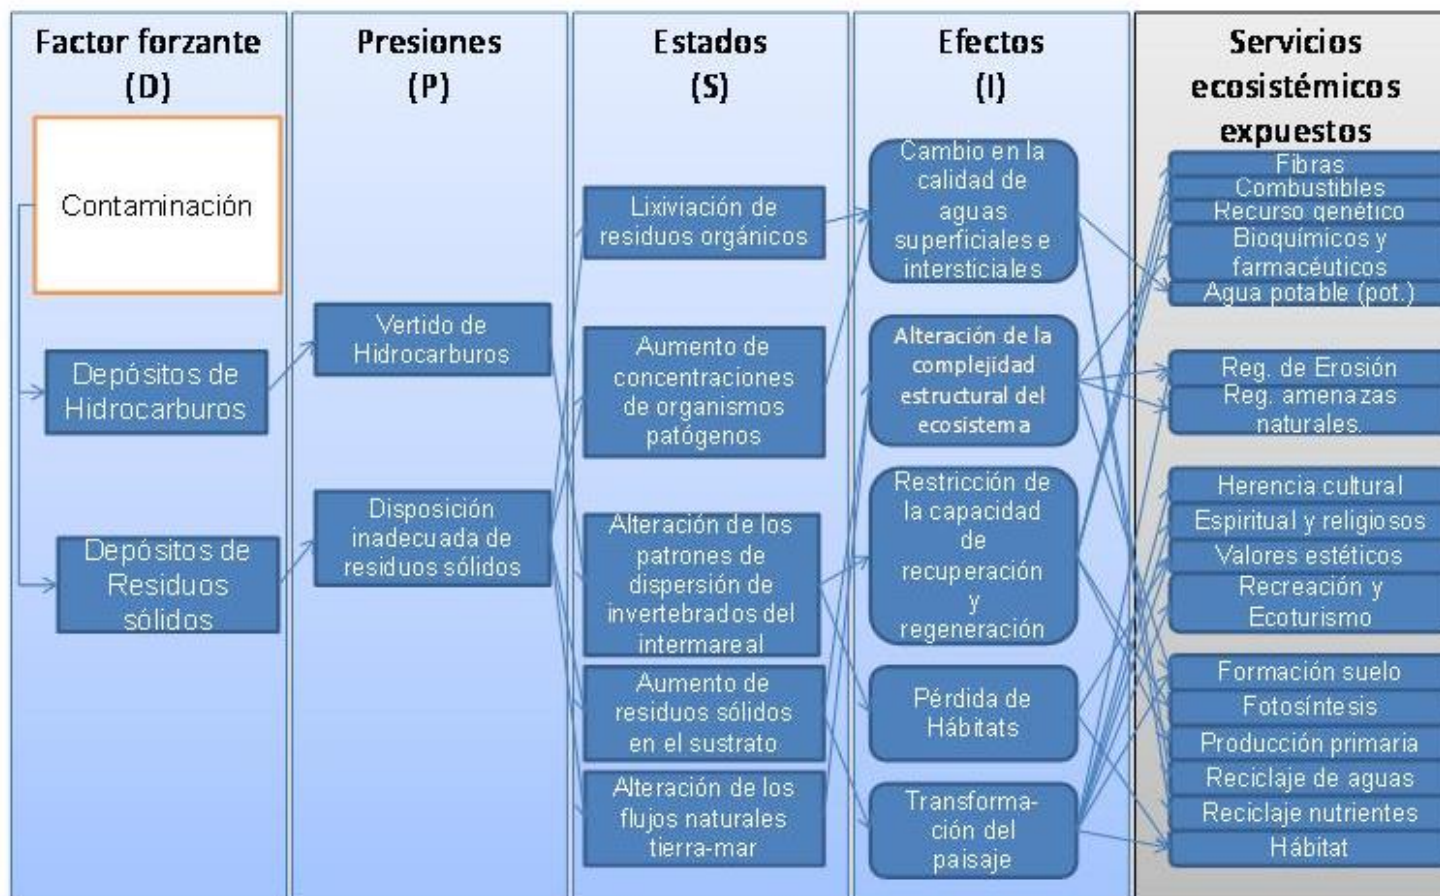 Factor forzante
(D)
Contaminación
Depósitos de
Hidrocarburos
Depósitos de
Residuos
sólidos
Presiones
(P)
Vertido de
Hidrocarburos
Disposición
inadecuada de
residuos sólidos
Estados
(S)
Lixiviación de
residuos orgánicos
Aumento de
concentraciones
de organismos
patógenos
Alteración de los
patrones de
dispersión de
invertebrados del
intermareal
Aumento de
residuos sólidos
en el sustrato
Alteración de los
flujos naturales
tierra-mar
Efectos
(I)
Cambio en la
calidad de
aguas
superficiales e
intersticiales
Alteración de la
complejidad
estructural del
ecosistema
Restricción de
la capacidad
de
recuperación
y
regeneración
Pérdida de
Hábitats
Transforma-
ción del
paisaje
Servicios
ecosistémicos
expuestos
Fibras
Combustibles
Recurso genético
Bioquímicos y
farmacéuticos
Agua potable (pot.)
Reg. de Erosión
Reg. amenazas
naturales.
Herencia cultural
Espiritual y religiosos
Valores estéticos
Recreación y
Ecoturismo
Formación suelo
Fotosíntesis
Producción primaria
Reciclaje de aguas
Reciclaje nutrientes
Hábitat